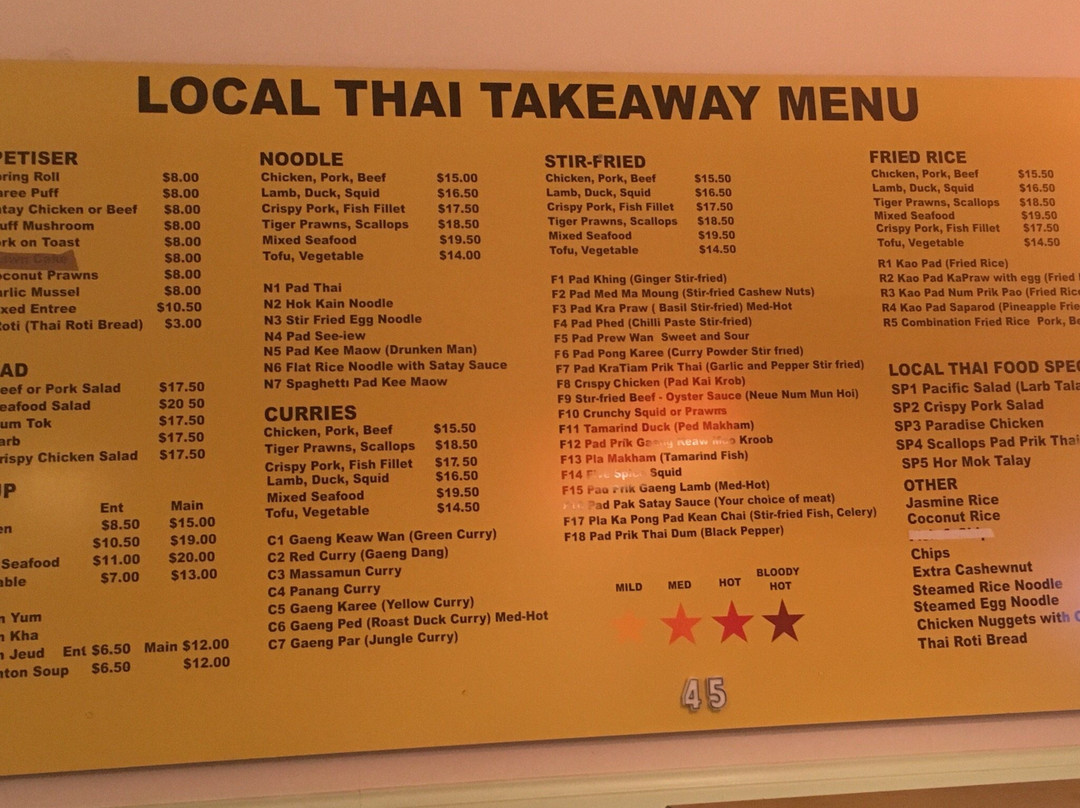 LOCAL THAI TAKEAWAY MENU
PETISER
ring Roll $8.00
ree Puff $8.00
tay Chicken or Beef $8.00
uff Mushroom $8.00
rk on Toast $8.00
$8.00
oconut Prawns $8.00
arlic Mussel $8.00
xed Entree $10.50
oti (Thai Roti Bread) $3.00
AD
eef or Pork Salad $17.50
eafood Salad $20 50
um Tok $17.50
arb $17.50
rispy Chicken Salad $17.50
UP
Ent Main
en $8.50 $15.00
$10.50 $19.00
Seafood $11.00 $20.00
able $7.00 $13.00
Yum
Kha
Jeud Ent $6.50 Main $12.00
nton Soup $6.50 $12.00
NOODLE
Chicken, Pork, Beef $15.00
Lamb, Duck, Squid $16.50
Crispy Pork, Fish Fillet $17.50
Tiger Prawns, Scallops $18.50
Mixed Seafood $19.50
Tofu, Vegetable $14.00
N1 Pad Thai
N2 Hok Kain Noodle
N3 Stir Fried Egg Noodle
N4 Pad See-iew
N5 Pad Kee Maow (Drunken Man)
N6 Flat Rice Noodle with Satay Sauce
N7 Spaghetti Pad Kee Maow
CURRIES
Chicken, Pork, Beef $15.50
Tiger Prawns, Scallops $18.50
Crispy Pork, Fish Fillet $17.50
Lamb, Duck, Squid $16.50
Mixed Seafood $19.50
Tofu, Vegetable $14.50
C1 Gaeng Keaw Wan (Green Curry)
C2 Red Curry (Gaeng Dang)
C3 Massamun Curry
C4 Panang Curry
C5 Gaeng Karee (Yellow Curry)
C6 Gaeng Ped (Roast Duck Curry) Med-Hot
C7 Gaeng Par (Jungle Curry)
STIR-FRIED
Chicken, Pork, Beef $15.50
Lamb, Duck, Squid $16.50
Crispy Pork, Fish Fillet $17.50
Tiger Prawns, Scallops $18.50
Mixed Seafood $19.50
Tofu, Vegetable $14.50
F1 Pad Khing (Ginger Stir-fried)
F2 Pad Med Ma Moung (Stir-fried Cashew Nuts)
F3 Pad Kra Praw ( Basil Stir-fried) Med-Hot
F4 Pad Phed (Chilli Paste Stir-fried)
F5 Pad Prew Wan Sweet and Sour
F6 Pad Pong Karee (Curry Powder Stir fried)
F7 Pad KraTiam Prik Thai (Garlic and Pepper Stir fried)
F8 Crispy Chicken (Pad Kai Krob)
F9 Stir-fried Beef - Oyster Sauce (Neue Num Mun Hoi)
F10 Crunchy Squid or Prawns
F11 Tamarind Duck (Ped Makham)
F12 Pad Prik Keaw Kroob
F13 Pla Makham (Tamarind Fish)
F14 Squid
F15 Pad Prik Gaeng Lamb (Med-Hot)
Pad Pak Satay Sauce (Your choice of meat)
F17 Pla Ka Pong Pad Kean Chai (Stir-fried Fish, Celery)
F18 Pad Prik Thai Dum (Black Pepper)
MILD MED HOT BLOODY HOT
45
FRIED RICE
Chicken, Pork, Beef $15.50
Lamb, Duck, Squid $16.50
Tiger Prawns, Scallops $18.50
Mixed Seafood $19.50
Crispy Pork, Fish Fillet $17.50
Tofu, Vegetable $14.50
R1 Kao Pad (Fried Rice)
R2 Kao Pad KaPraw with egg (Fried
R3 Kao Pad Num Prik Pao (Fried Rice
R4 Kao Pad Saparod (Pineapple Frie
R5 Combination Fried Rice Pork, Be
LOCAL THAI FOOD SPEC
SP1 Pacific Salad (Larb Tala
SP2 Crispy Pork Salad
SP3 Paradise Chicken
SP4 Scallops Pad Prik Thai
SP5 Hor Mok Talay
OTHER
Jasmine Rice
Coconut Rice
Chips
Extra Cashewnut
Steamed Rice Noodle
Steamed Egg Noodle
Chicken Nuggets with C
Thai Roti Bread